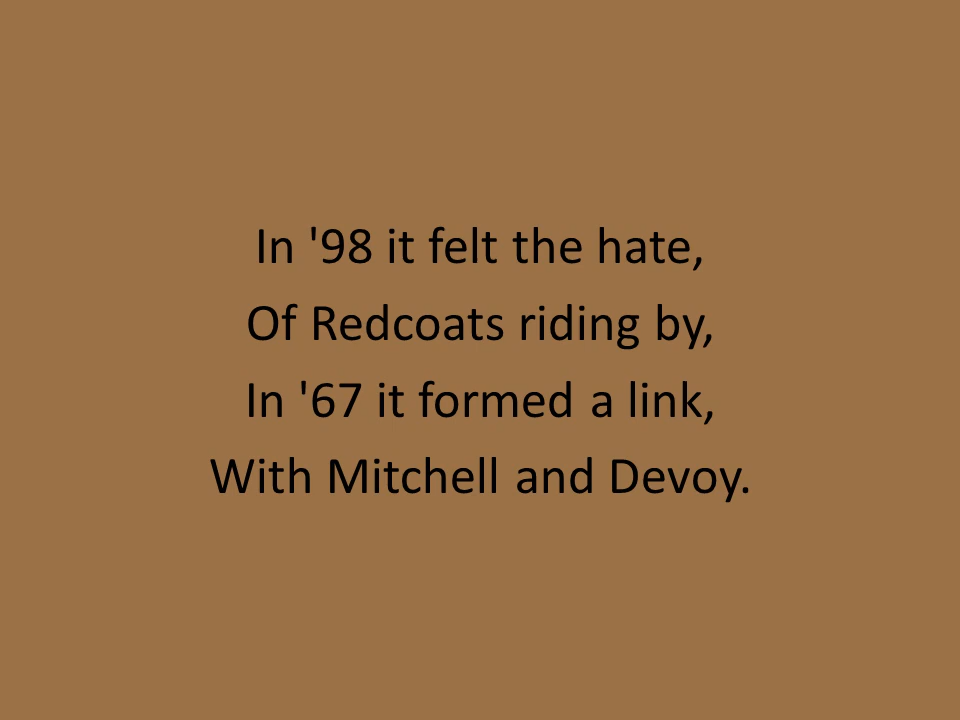 In '98 it felt the hate,
Of Redcoats riding by,
In '67 it formed a link,
With Mitchell and Devoy.